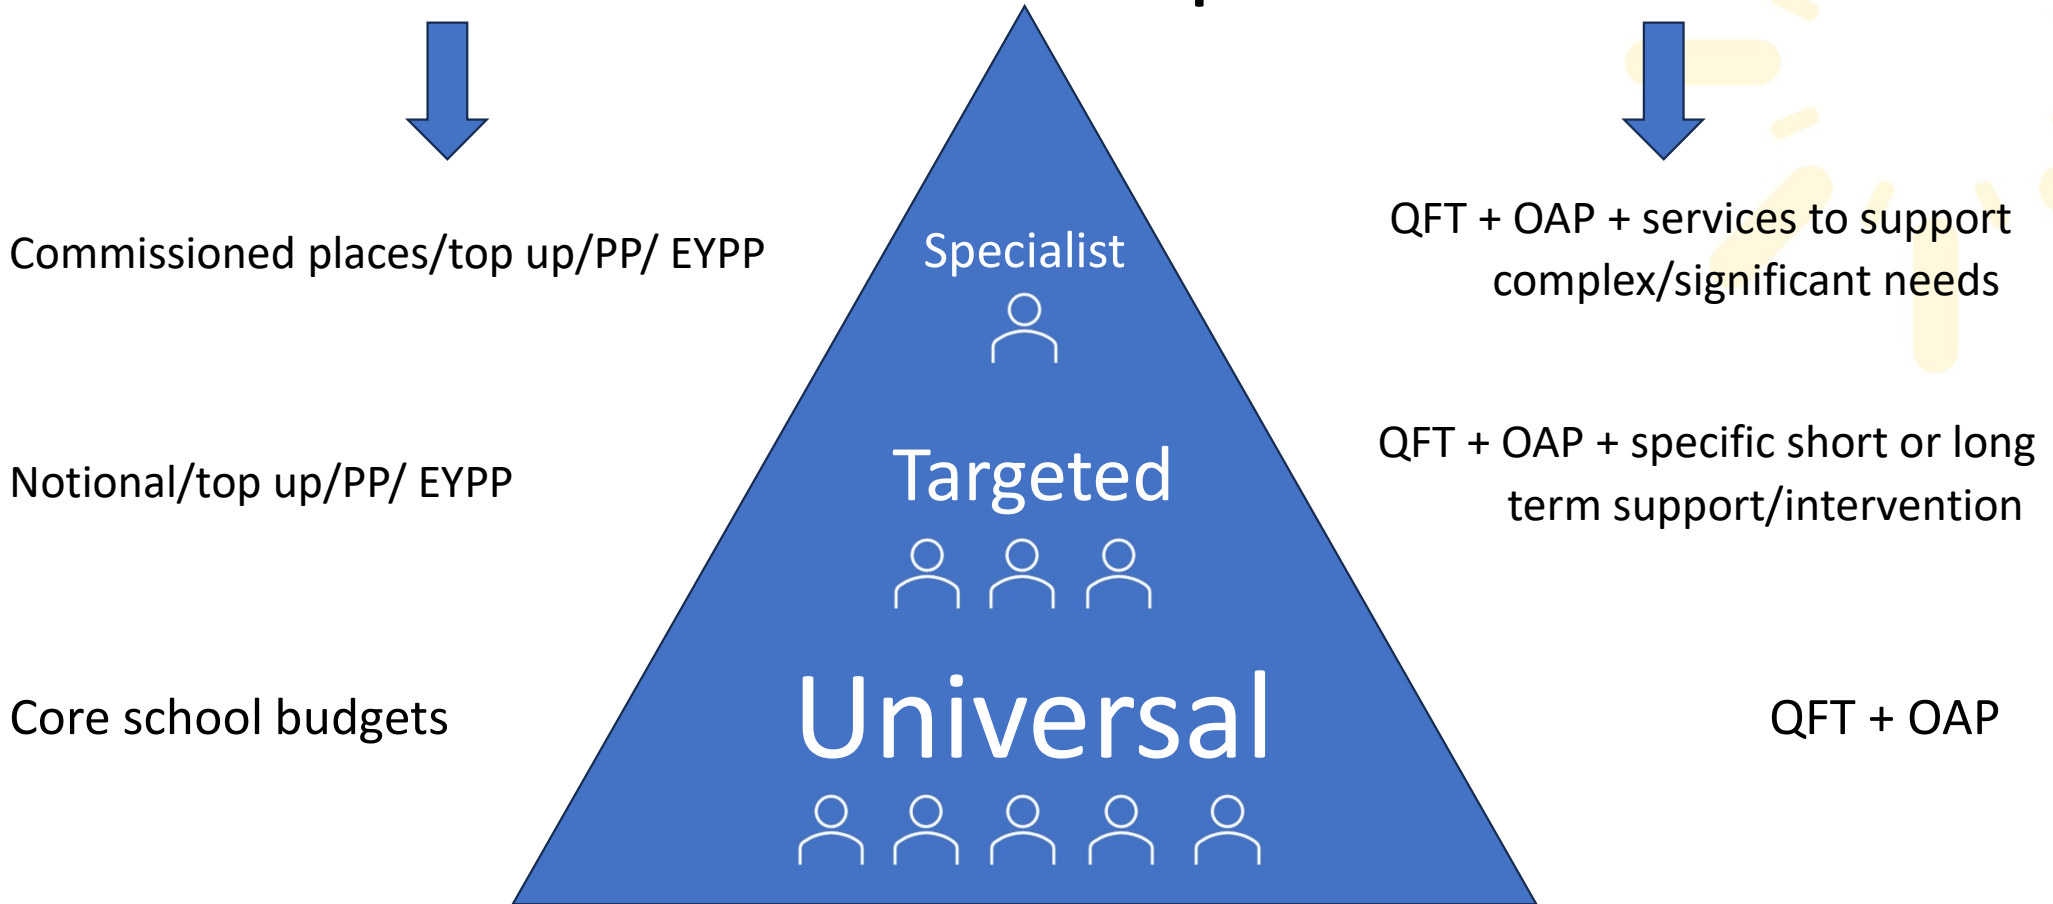 Commissioned places/top up/PP/ EYPP
Specialist
QFT + OAP + services to support
complex/significant needs
Notional/top up/PP/ EYPP
Targeted
QFT + OAP + specific short or long
term support/intervention
Core school budgets
Universal
QFT + OAP